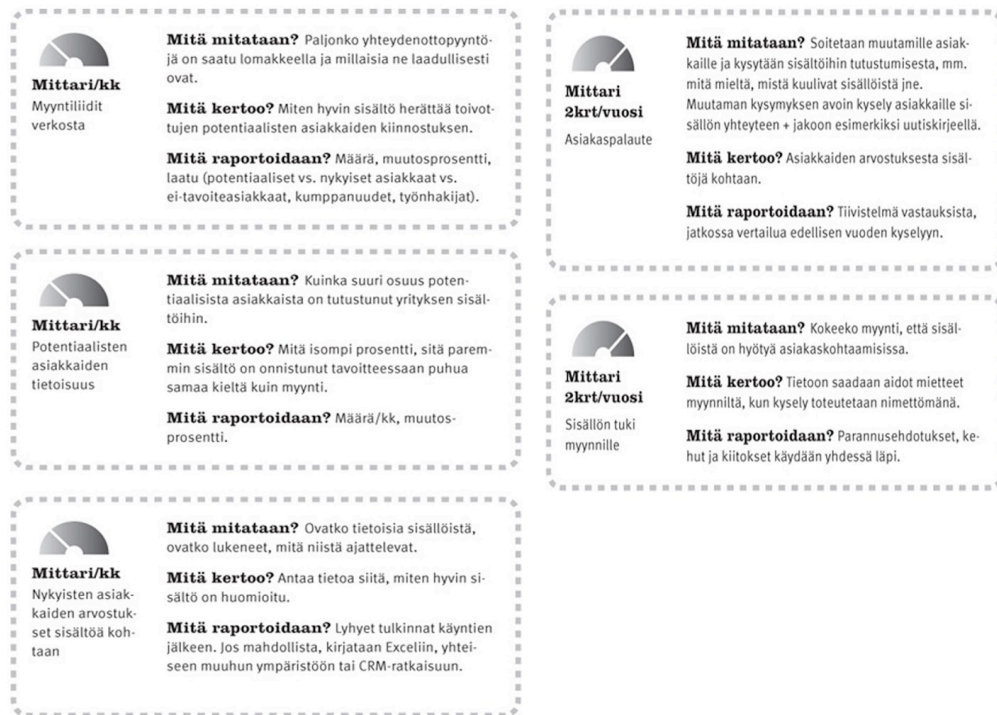 Mittari/kk
Myyntiliidit
verkosta
Mitä mitataan? Paljonko yhteydenottopyyntö-
jä on saatu lomakkeella ja millaisia ne laadullisesti
ovat.
Mitä kertoo? Miten hyvin sisältö herättää toivot-
tujen potentiaalisten asiakkaiden kiinnostuksen.
Mitä raportoidaan? Määrä, muutosprosentti,
laatu (potentiaaliset vs. nykyiset asiakkaat vs.
ei-tavoiteasiakkaat, kumppanuudet, työnhakijat).
Mittari/kk
Potentiaalisten
asiakkaiden
tietoisuus
Mitä mitataan? Kuinka suuri osuus poten-
tiaalisista asiakkaista on tutustunut yrityksen sisäl-
töihin.
Mitä kertoo? Mitä isompi prosentti, sitä parem-
min sisältö on onnistunut tavoitteessaan puhua
samaa kieltä kuin myynti.
Mitä raportoidaan? Määrä/kk, muutos-
prosentti.
Mittari/kk
Nykyisten asiak-
kaiden arvostuk-
set sisältöä koh-
taan
Mitä mitataan? Ovatko tietoisia sisällöistä,
ovatko lukeneet, mitä niistä ajattelevat.
Mitä kertoo? Antaa tietoa siitä, miten hyvin si-
sältö on huomioitu.
Mitä raportoidaan? Lyhyet tulkinnat käyntien
jälkeen. Jos mahdollista, kirjataan Exceliin, yhtei-
seen muuhun ympäristöön tai CRM-ratkaisuun.
Mittari
2krt/vuosi
Asiakaspalaute
Mitä mitataan? Soitetaan muutamille asiak-
kaille ja kysytään sisältöihin tutustumisesta, mm.
mitä mieltä, mistä kuulivat sisällöistä jne.
Muutaman kysymyksen avoin kysely asiakkaille si-
sällön yhteyteen + jakoon esimerkiksi uutiskirjeellä.
Mitä kertoo? Asiakkaiden arvostuksesta sisäl-
töjä kohtaan.
Mitä raportoidaan? Tiivistelmä vastauksista,
jatkossa vertailua edellisen vuoden kyselyyn.
Mittari
2krt/vuosi
Sisällön tuki
myynnille
Mitä mitataan? Kokeeko myynti, että sisäl-
löistä on hyötyä asiakaskohtaamisissa.
Mitä kertoo? Tietoon saadaan aidot mietteet
myynniltä, kun kysely toteutetaan nimettömänä.
Mitä raportoidaan? Parannusehdotukset, ke-
hut ja kiitokset käydään yhdessä läpi.